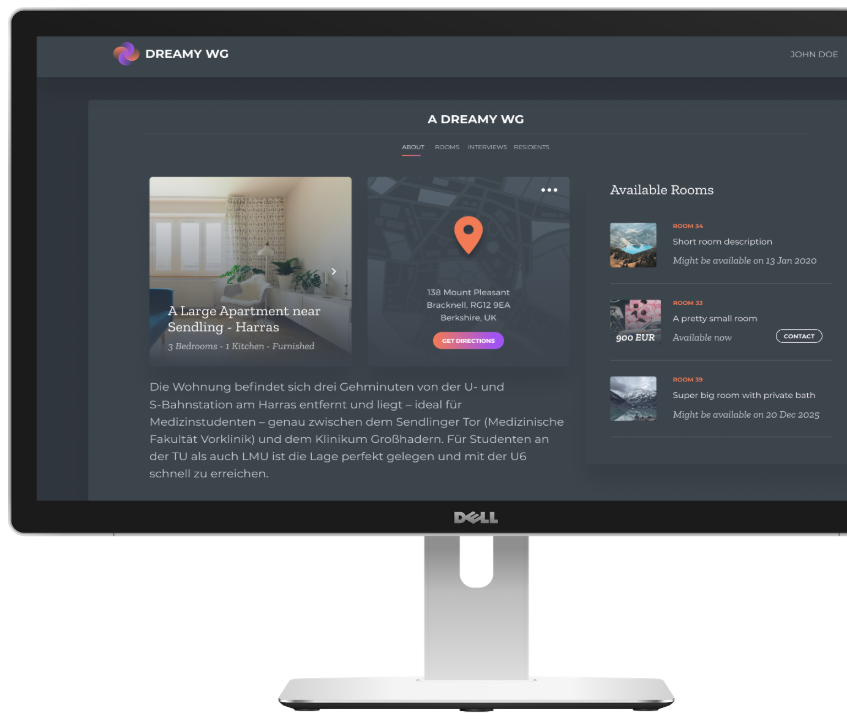 DREAMY WG
JOHN DOE
A DREAMY WG
ABOUT ROOMS INTERVIEWS RESIDENTS
A Large Apartment near
Sendling - Harras
3 Bedrooms - 1 Kitchen - Furnished
138 Mount Pleasant
Bracknell, RG12 9EA
Berkshire, UK
GET DIRECTIONS
Die Wohnung befindet sich drei Gehminuten von der U- und
S-Bahnstation am Harras entfernt und liegt – ideal für
Medizinstudenten – genau zwischen dem Sendlinger Tor (Medizinische
Fakultät Vorklinik) und dem Klinikum Großhadern. Für Studenten an
der TU als auch LMU ist die Lage perfekt gelegen und mit der U6
schnell zu erreichen.
Available Rooms
ROOM 34
Short room description
Might be available on 13 Jan 2020
ROOM 33
A pretty small room
900 EUR
Available now
CONTACT
ROOM 39
Super big room with private bath
Might be available on 20 Dec 2025
DELL